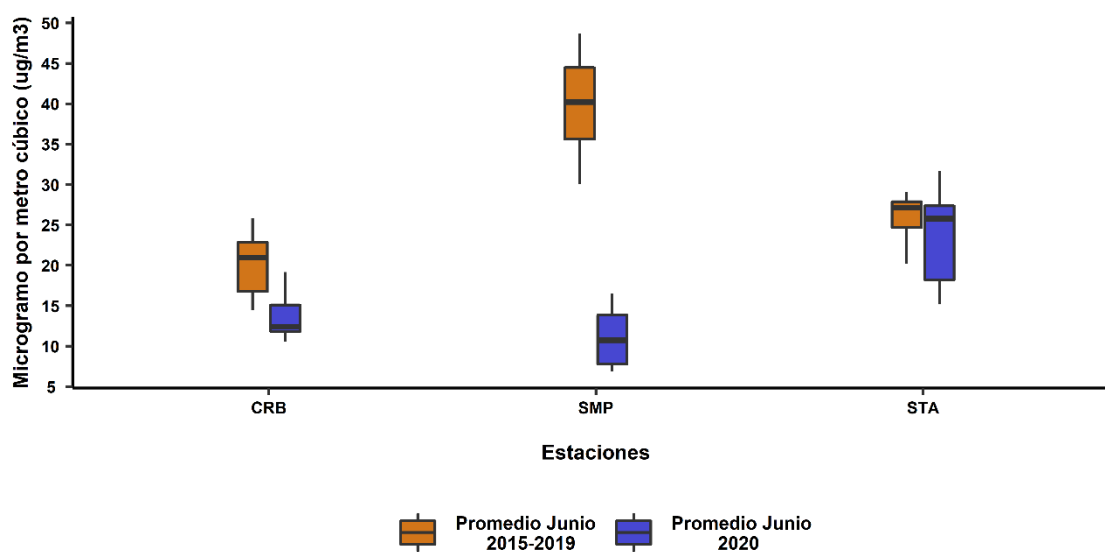 Microgramo por metro cúbico (ug/m3)
50
45
40
35
30
25
20
15
10
5
CRB
SMP
STA
Estaciones
Promedio Junio
2015-2019
Promedio Junio
2020